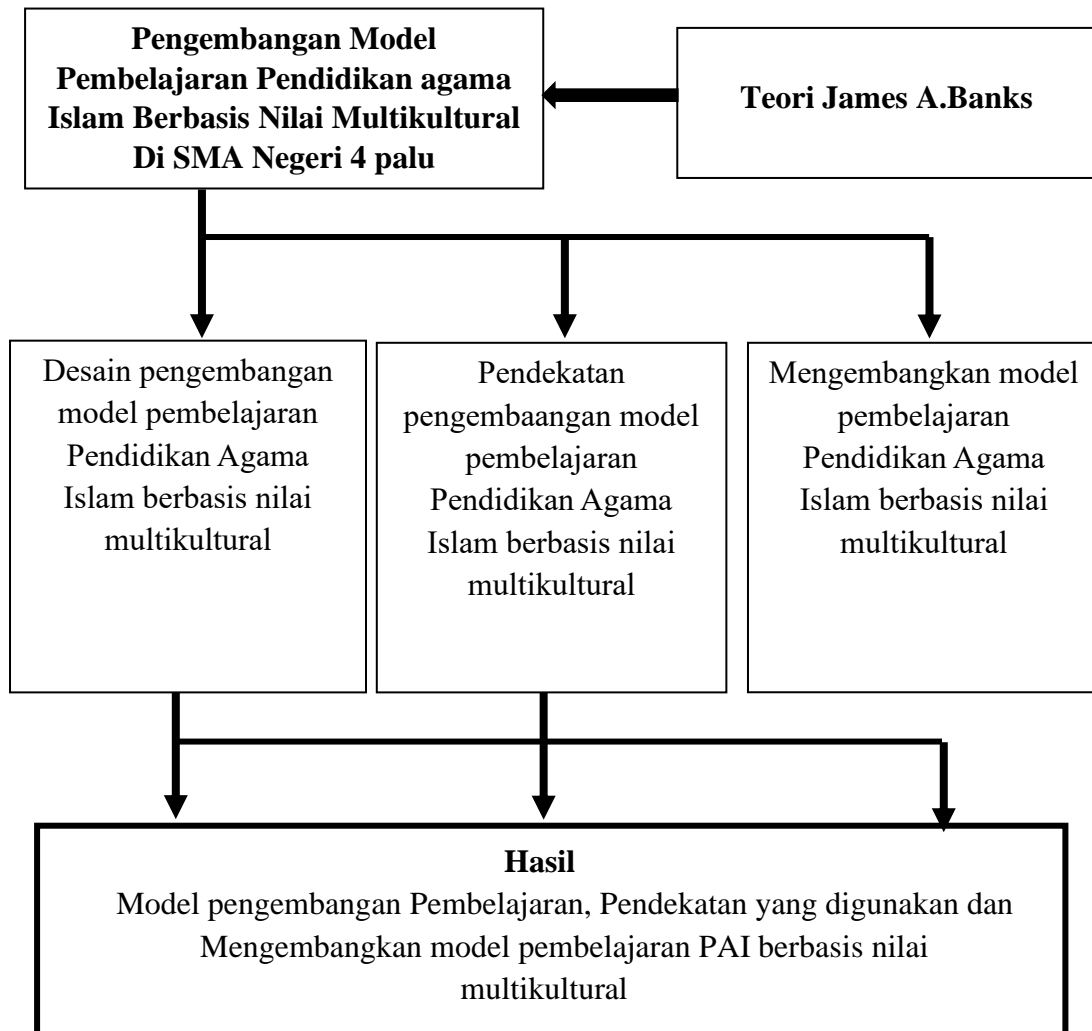 Pengembangan Model
Pembelajaran Pendidikan agama
Islam Berbasis Nilai Multikultural
Di SMA Negeri 4 palu
Teori James A.Banks
Desain pengembangan
model pembelajaran
Pendidikan Agama
Islam berbasis nilai
multikultural
Pendekatan
pengembaangan model
pembelajaran
Pendidikan Agama
Islam berbasis nilai
multikultural
Mengembangkan model
pembelajaran
Pendidikan Agama
Islam berbasis nilai
multikultural
Hasil
Model pengembangan Pembelajaran, Pendekatan yang digunakan dan
Mengembangkan model pembelajaran PAI berbasis nilai
multikultural